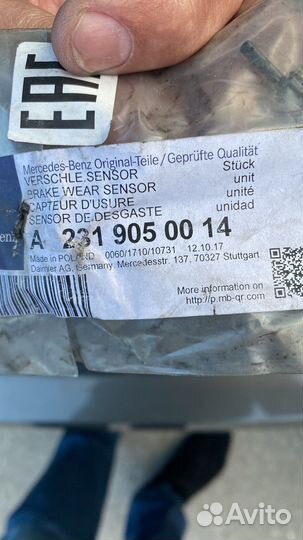 EAC
Mercedes-Benz Original-Teile/Geprüfte Qualität
VERSCHLE.SENSOR Stück
BRAKE WEAR SENSOR unit
CAPTEUR D'USURE unité
SENSOR DE DESGASTE unidad
enz
A 231 905 00 14
Made in POLAND 0060/1710/10731 12.10.17
Daimler AG, Germany, Mercedesstr. 137, 70327 Stuttgart
More information on
http://p.mb-qr.com
Avito